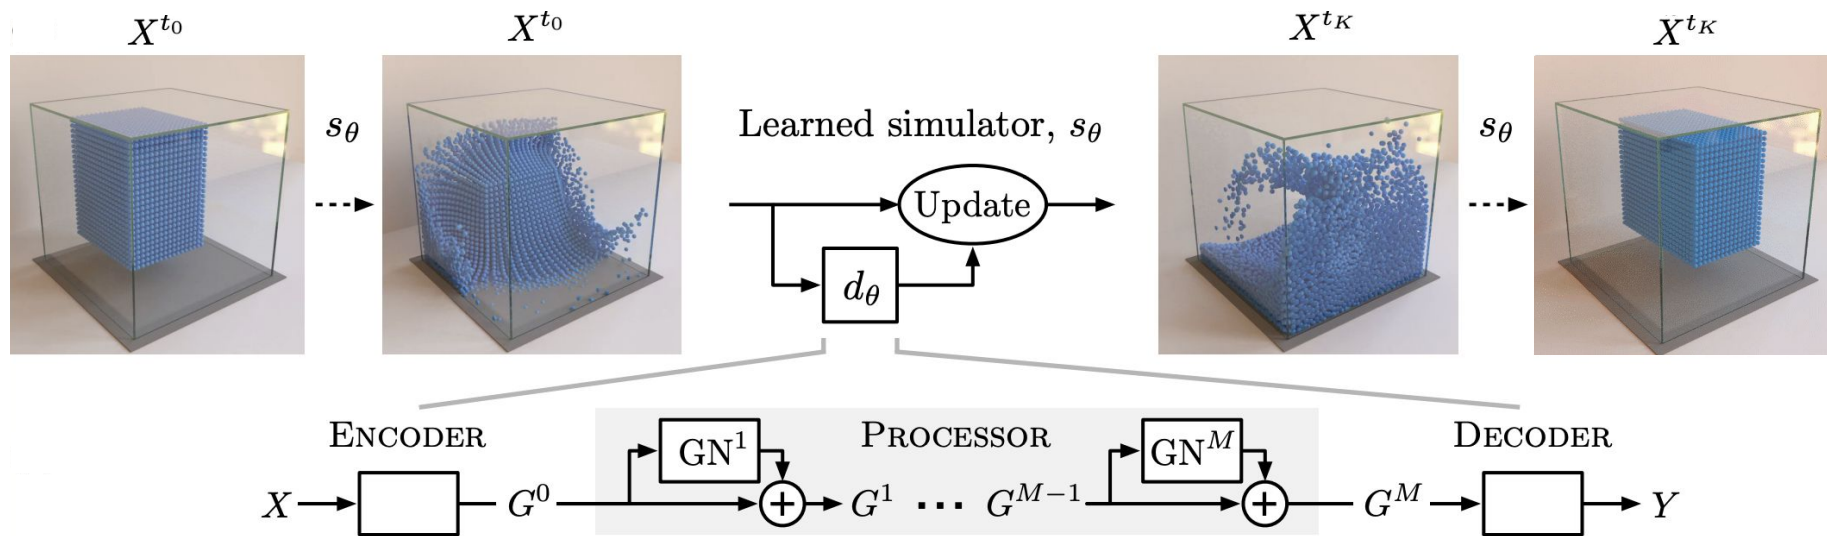 X^{t_0} X^{t_0} X^{t_K} X^{t_K}
s_θ Learned simulator, s_θ s_θ
Update
d_θ
ENCODER PROCESSOR DECODER
GN^1 GN^M
X G^0 + G^1 ··· G^{M−1} + G^M Y